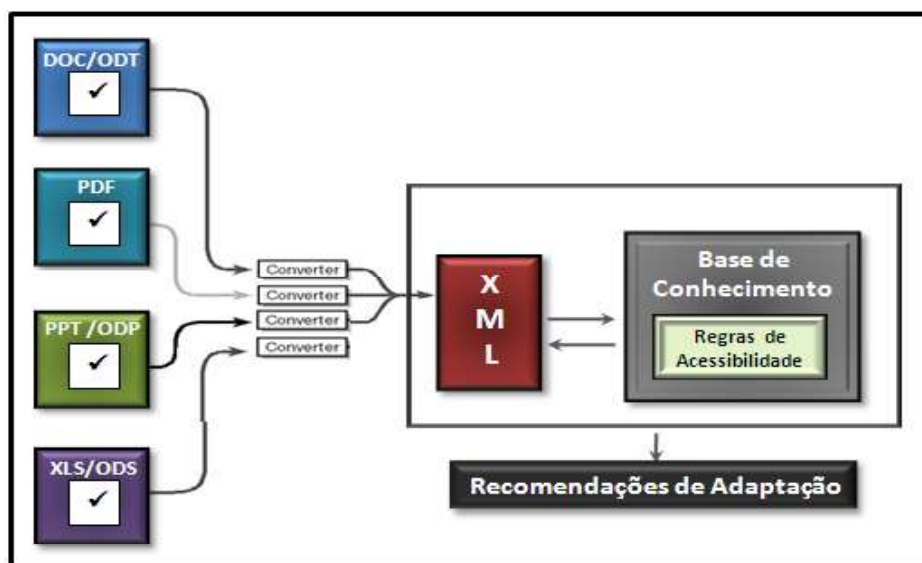 DOC/ODT
PDF
PPT /ODP
XLS/ODS
Converter
Converter
Converter
Converter
X
M
L
Base de
Conhecimento
Regras de
Acessibilidade
Recomendações de Adaptação